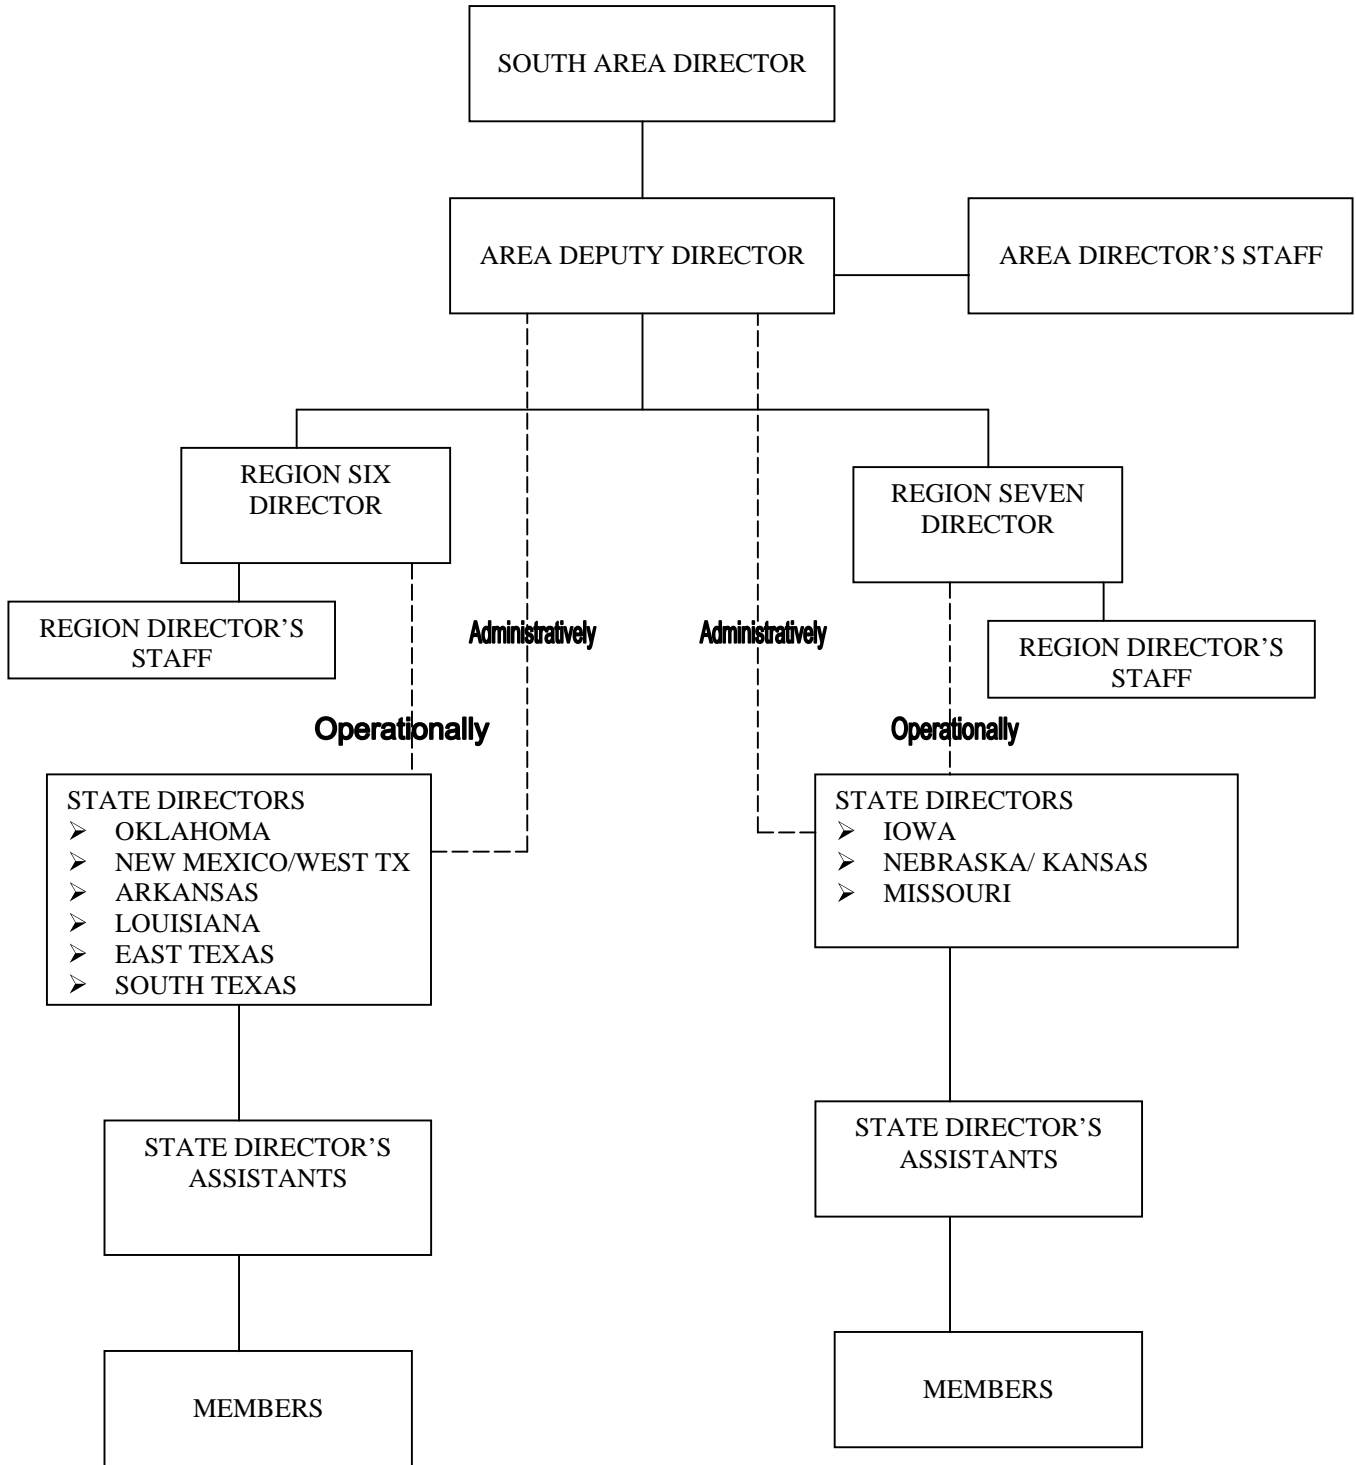 SOUTH AREA DIRECTOR
AREA DEPUTY DIRECTOR
AREA DIRECTOR’S STAFF
REGION SIX
DIRECTOR
REGION SEVEN
DIRECTOR
REGION DIRECTOR’S
STAFF
Administratively
Administratively
REGION DIRECTOR’S
STAFF
Operationally
Operationally
STATE DIRECTORS
➢ OKLAHOMA
➢ NEW MEXICO/WEST TX
➢ ARKANSAS
➢ LOUISIANA
➢ EAST TEXAS
➢ SOUTH TEXAS
STATE DIRECTORS
➢ IOWA
➢ NEBRASKA/ KANSAS
➢ MISSOURI
STATE DIRECTOR’S
ASSISTANTS
STATE DIRECTOR’S
ASSISTANTS
MEMBERS
MEMBERS